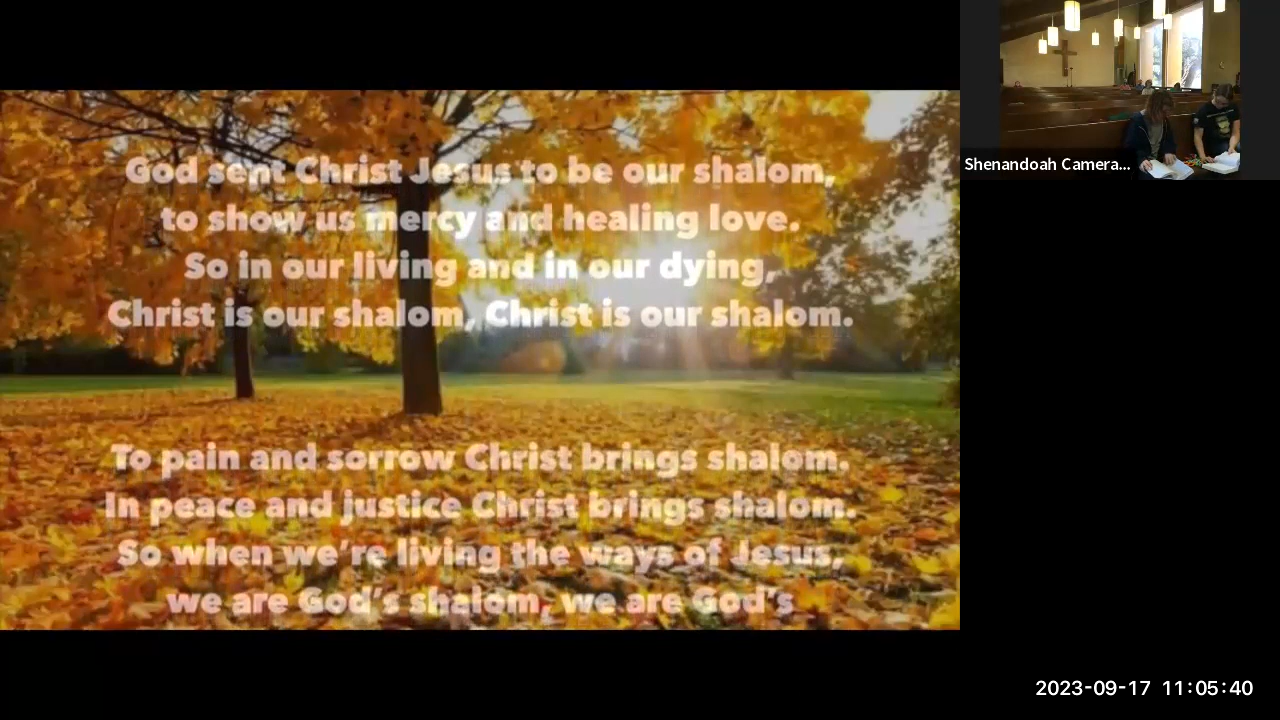 God sent Christ Jesus to be our shalom,
to show us mercy and healing love.
So in our living and in our dying,
Christ is our shalom, Christ is our shalom.
To pain and sorrow Christ brings shalom.
In peace and justice Christ brings shalom.
So when we're living the ways of Jesus,
we are God's shalom, we are God's
Shenandoah Camera...
2023-09-17 11:05:40